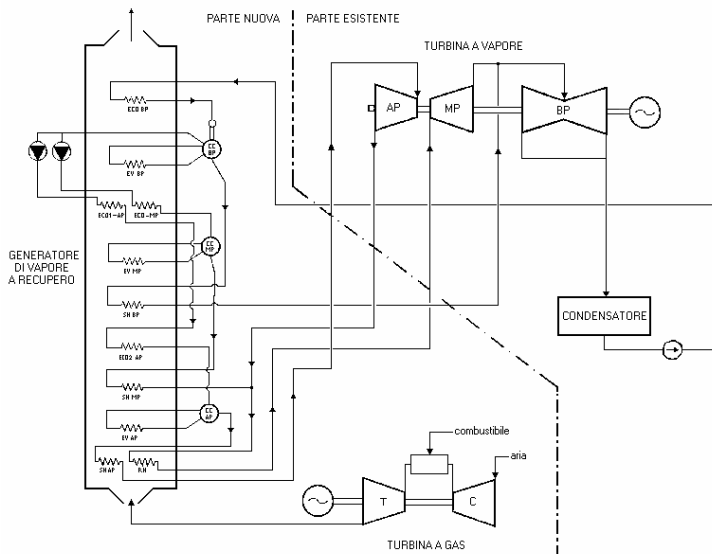 PARTE NUOVA
PARTE ESISTENTE
TURBINA A VAPORE
AP
MP
BP
ECO BP
CC
BP
EV BP
ECO1-AP
ECO-MP
CC
MP
EV MP
GENERATORE
DI VAPORE
A RECUPERO
SH BP
CONDENSATORE
ECO2 AP
SH MP
CC
AP
EV AP
SH AP
RH
combustibile
aria
T
C
TURBINA A GAS